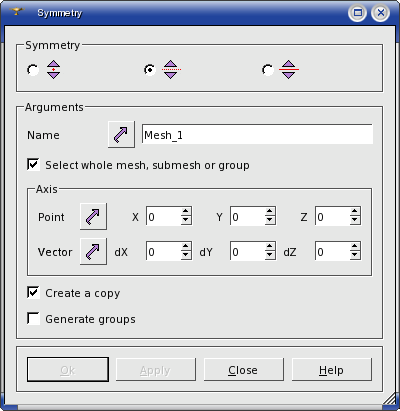 Symmetry
Symmetry
Arguments
Name Mesh_1
Select whole mesh, submesh or group
Axis
Point X 0 Y 0 Z 0
Vector dX 0 dY 0 dZ 0
Create a copy
Generate groups
Ok Apply Close Help